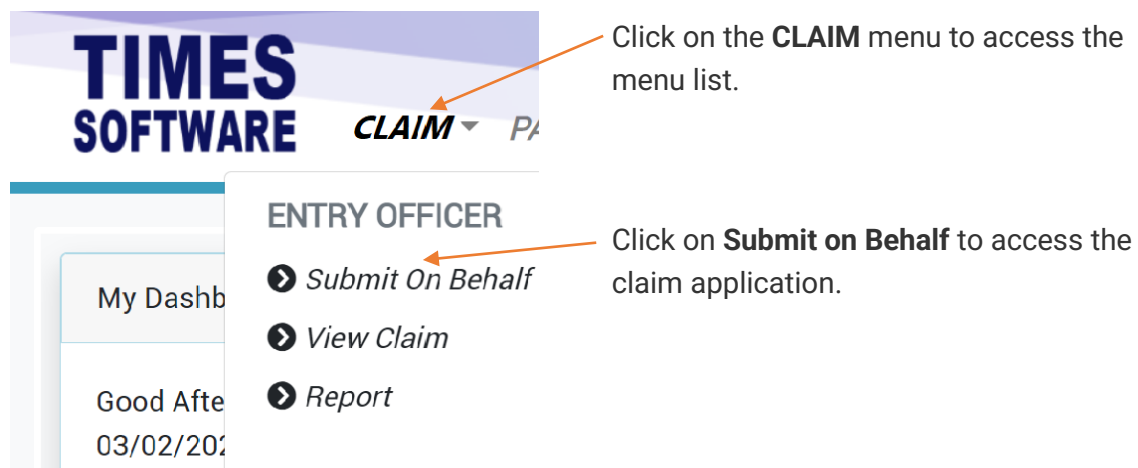 TIMES
SOFTWARE
CLAIM
Click on the CLAIM menu to access the
menu list.
ENTRY OFFICER
Submit On Behalf
View Claim
Report
Click on Submit on Behalf to access the
claim application.
My Dashb
Good Afte
03/02/202